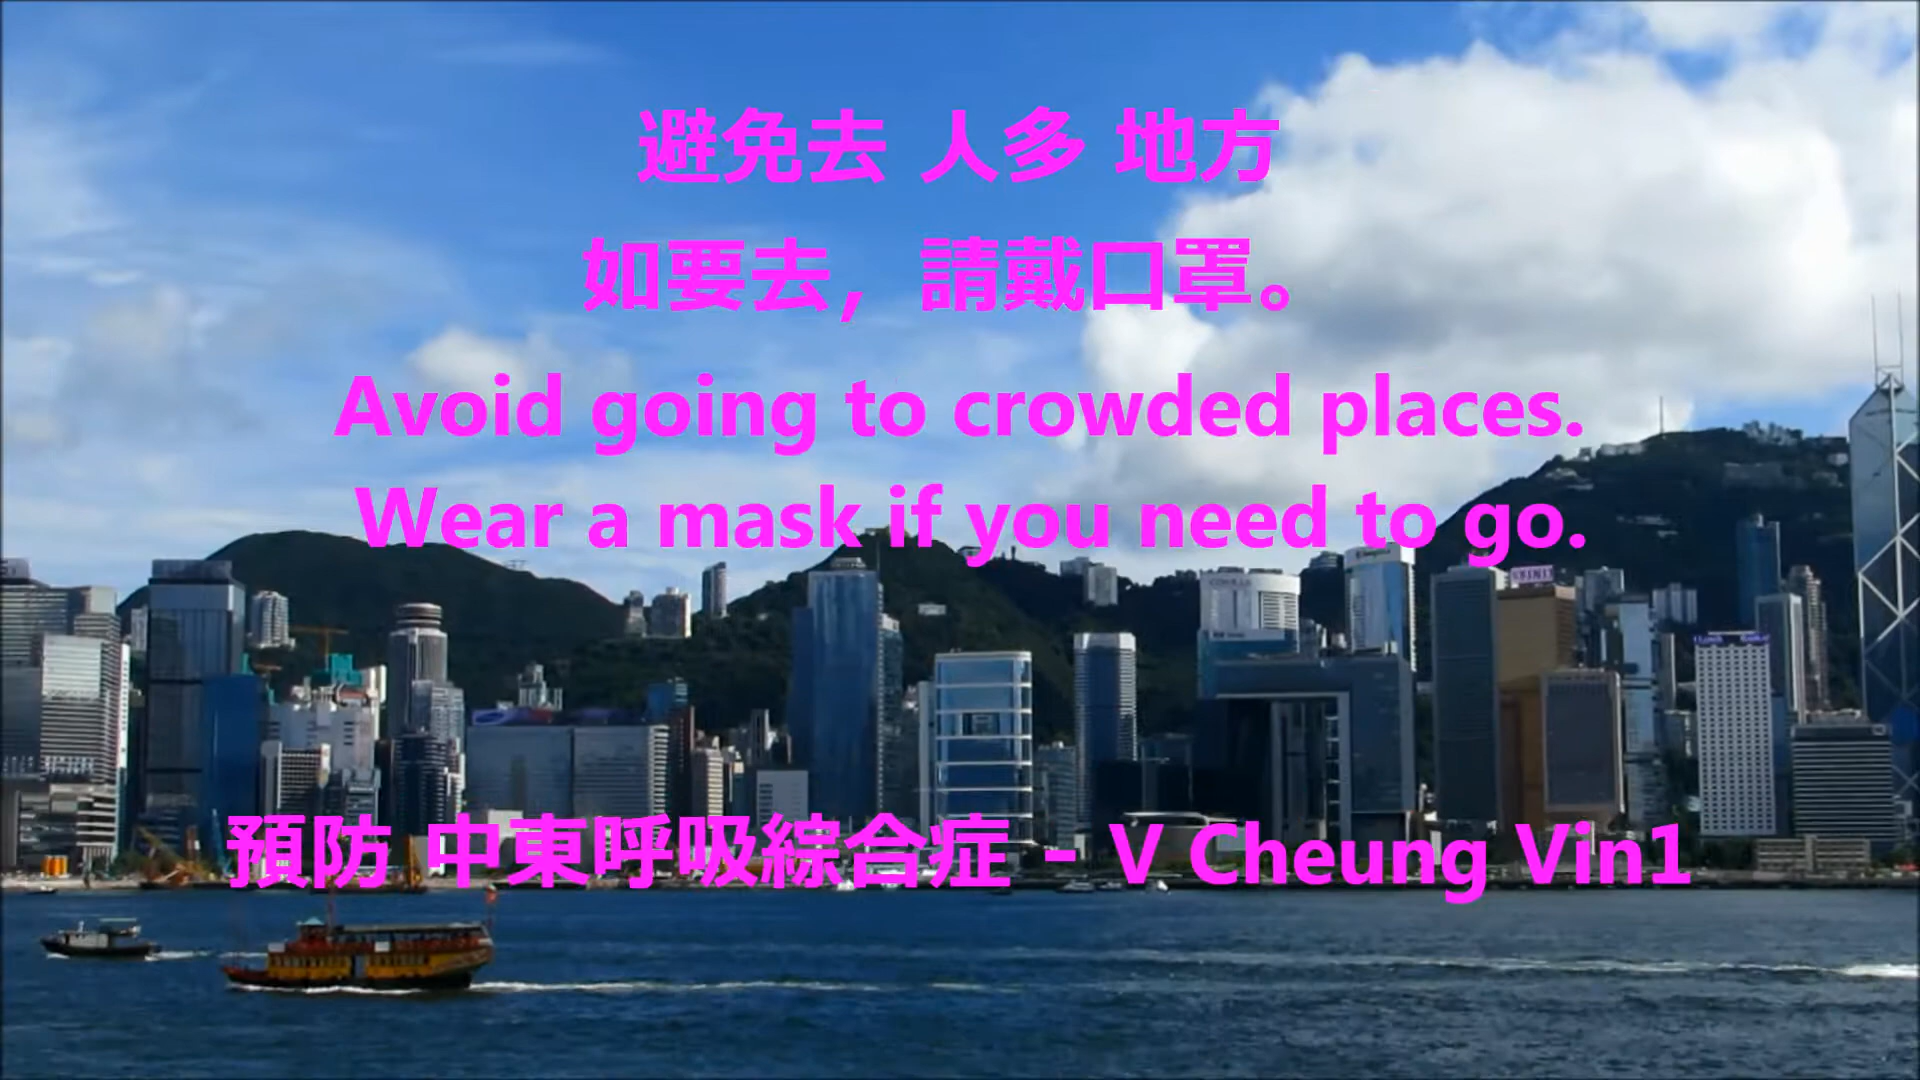 避免去 人多 地方
如要去，請戴口罩。
Avoid going to crowded places.
Wear a mask if you need to go.
預防 中東呼吸綜合症 - V Cheung Vin1